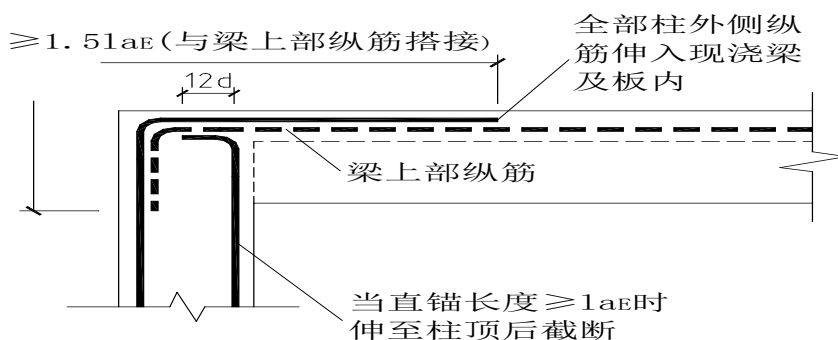 ≥1.5laE(与梁上部纵筋搭接)
全部柱外侧纵
筋伸入现浇梁
及板内
12d
梁上部纵筋
当直锚长度≥laE时
伸至柱顶后截断